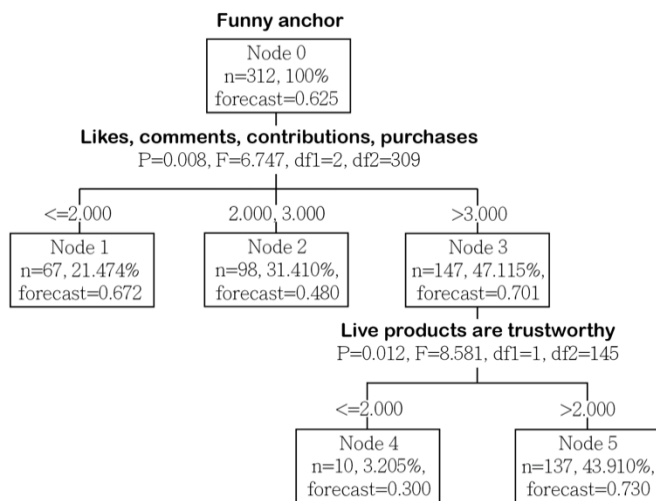 Funny anchor
Node 0
n=312, 100%
forecast=0.625
Likes, comments, contributions, purchases
P=0.008, F=6.747, df1=2, df2=309
<=2.000
2.000, 3.000
>3.000
Node 1
n=67, 21.474%
forecast=0.672
Node 2
n=98, 31.410%,
forecast=0.480
Node 3
n=147, 47.115%,
forecast=0.701
Live products are trustworthy
P=0.012, F=8.581, df1=1, df2=145
<=2.000
>2.000
Node 4
n=10, 3.205%,
forecast=0.300
Node 5
n=137, 43.910%,
forecast=0.730